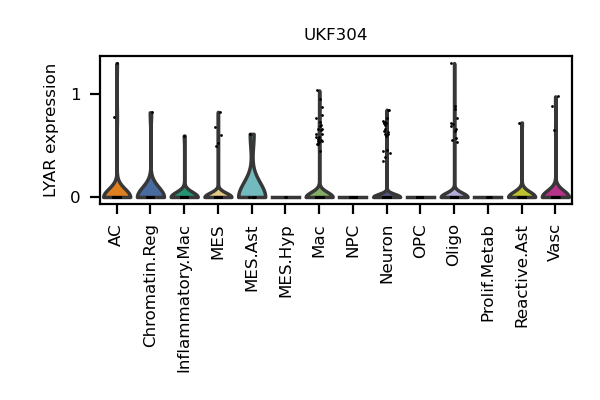 UKF304
LYAR expression
1
0
AC
Chromatin.Reg
Inflammatory.Mac
MES
MES.Ast
MES.Hyp
Mac
NPC
Neuron
OPC
Oligo
Prolif.Metab
Reactive.Ast
Vasc